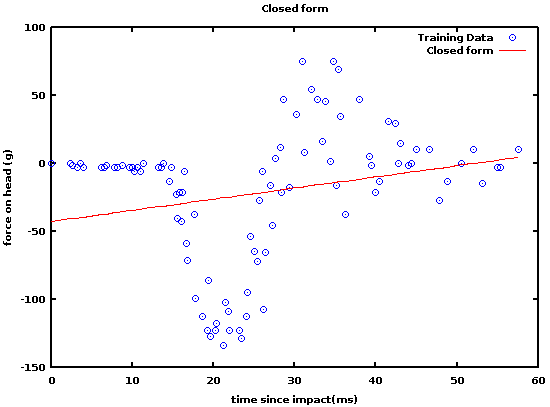 Closed form
Training Data
Closed form
100
50
0
-50
-100
-150
force on head (g)
0 10 20 30 40 50 60
time since impact(ms)